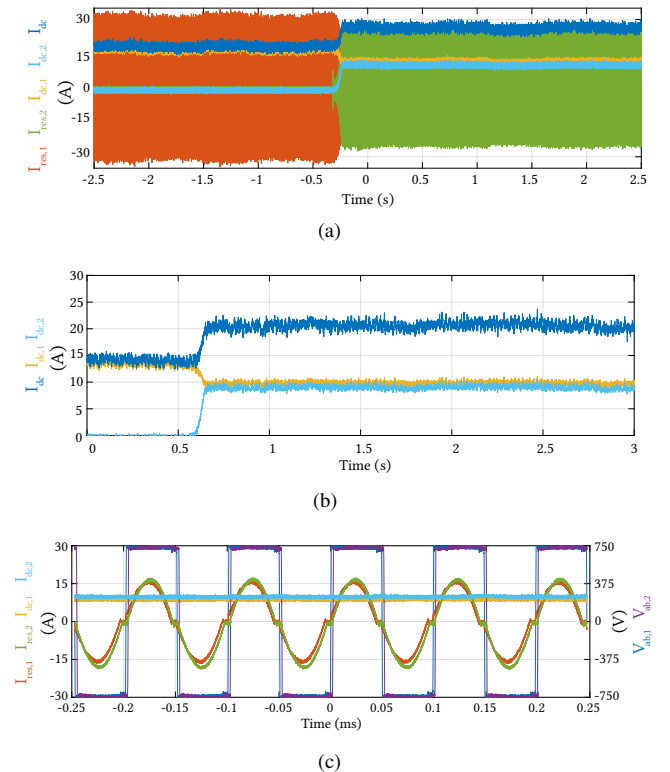 I_res,1 I_res,2 I_dc,1 I_dc,2 I_dc
(A)
30
15
0
-15
-30
-2.5 -2 -1.5 -1 -0.5 0 0.5 1 1.5 2 2.5
Time (s)
(a)
I_dc I_dc,1 I_dc,2
(A)
30
25
20
15
10
5
0
0 0.5 1 1.5 2 2.5 3
Time (s)
(b)
I_res,1 I_res,2 I_dc,1 I_dc,2
(A)
30
15
0
-15
-30
750
375
0
-375
-750
(V)
V_ab,1 V_ab,2
-0.25 -0.2 -0.15 -0.1 -0.05 0 0.05 0.1 0.15 0.2 0.25
Time (ms)
(c)